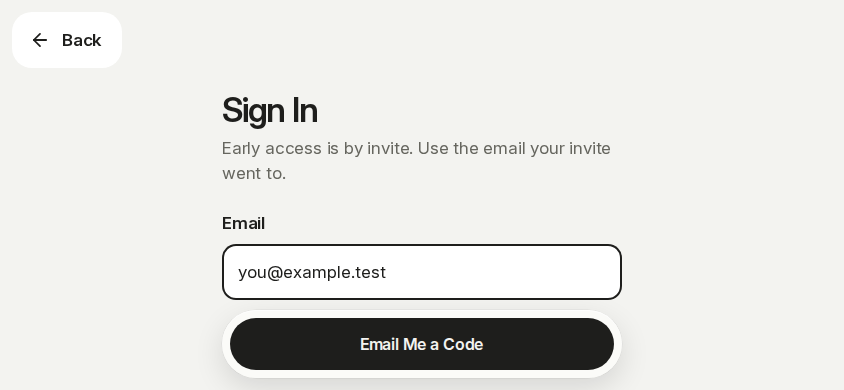 Back
Sign In
Early access is by invite. Use the email your invite
went to.
Email
you@example.test
Email Me a Code